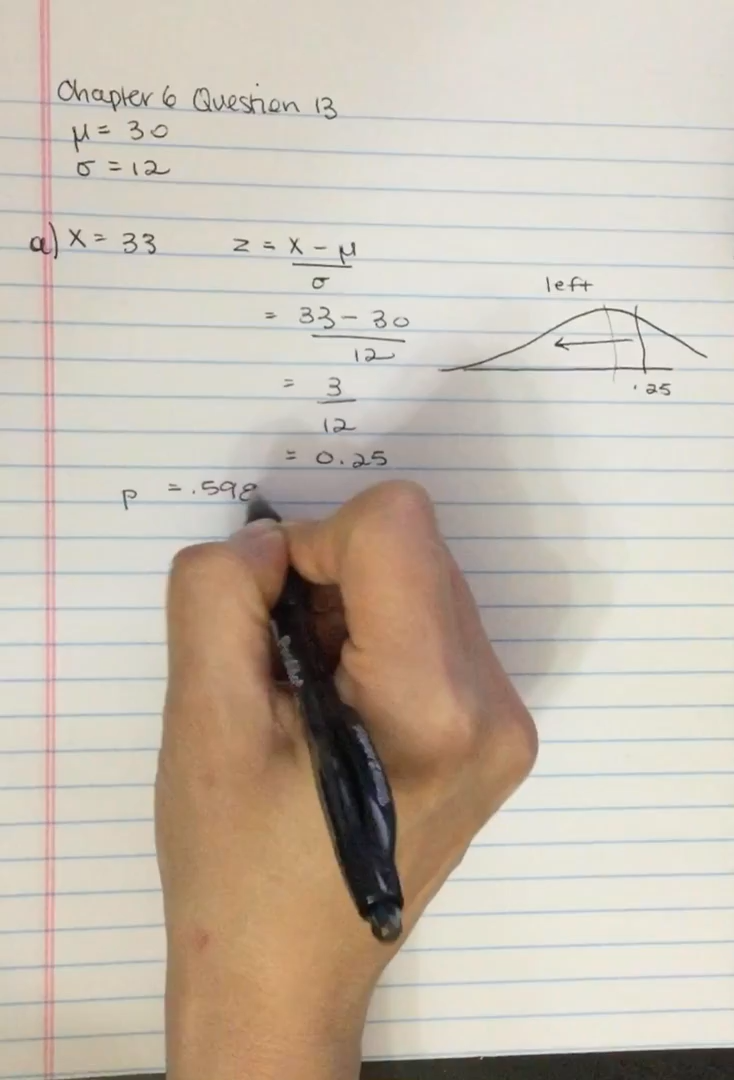 Chapter 6 Question 13
μ = 30
σ = 12
a) x = 33
z = x - μ
σ
= 33 - 30
12
= 3
12
= 0.25
p = .598
left
.25